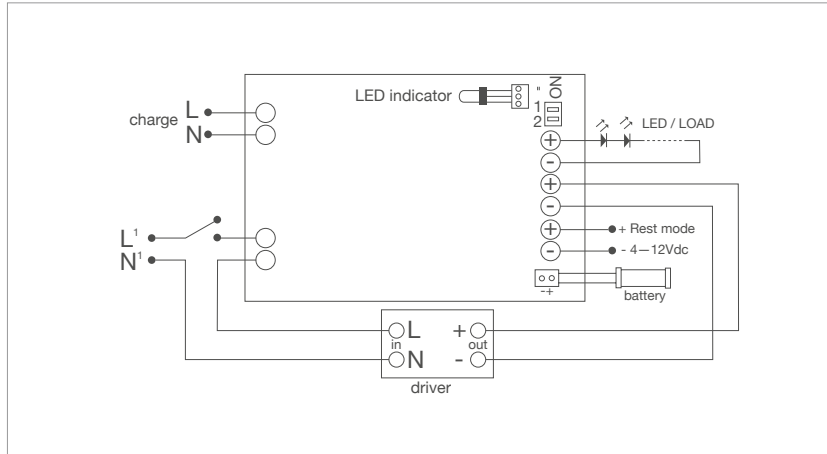 LED indicator
" ON
1
2
charge L
N
+ LED / LOAD
-
+
-
L¹
N¹
+ + Rest mode
- - 4—12Vdc
-+
battery
L + 
in out
N -
driver